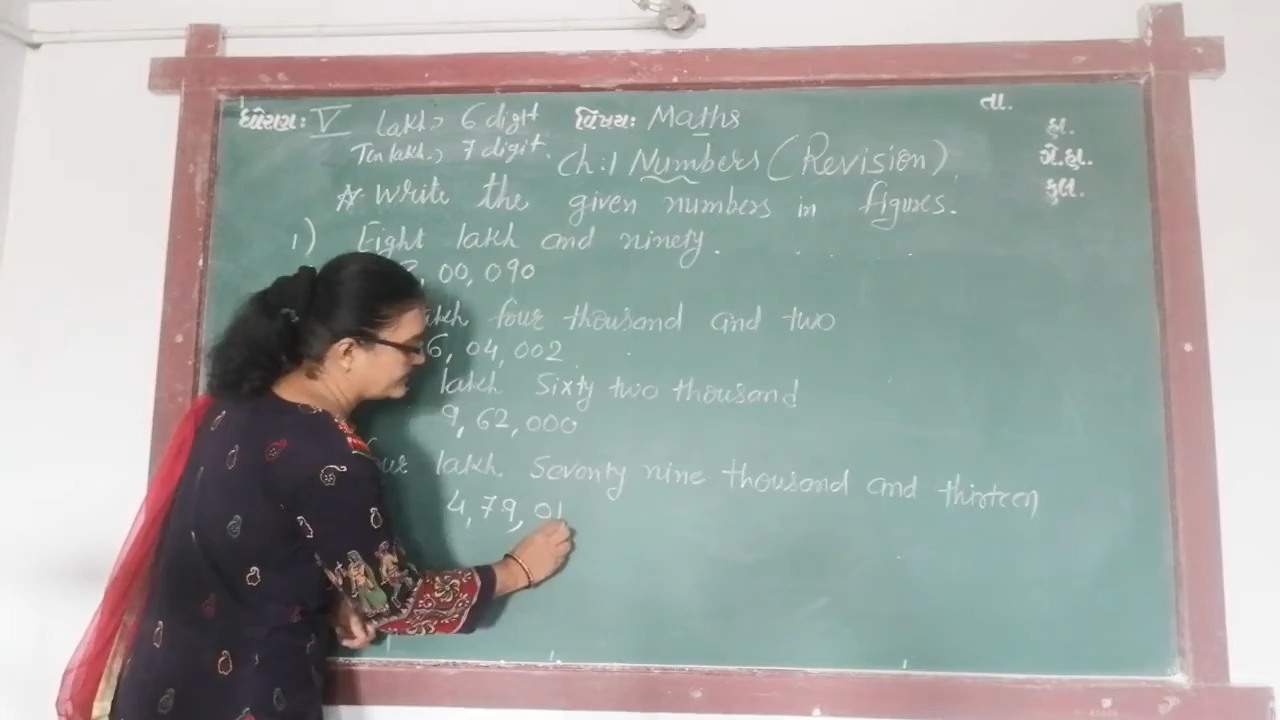 ધોરણ: V Lakh > 6 digit વિષય: Maths તા.
Ten lakh. > 7 digit. Ch: 1 Numbers (Revision) હા.
ગે.હા.
* Write the given numbers in figures. કુલ.
1) Eight lakh and ninety.
, 00, 090
lakh four thousand and two
6, 04, 002
lakh Sixty two thousand
9, 62, 000
lakh Seventy nine thousand and thirteen
4, 79, 01